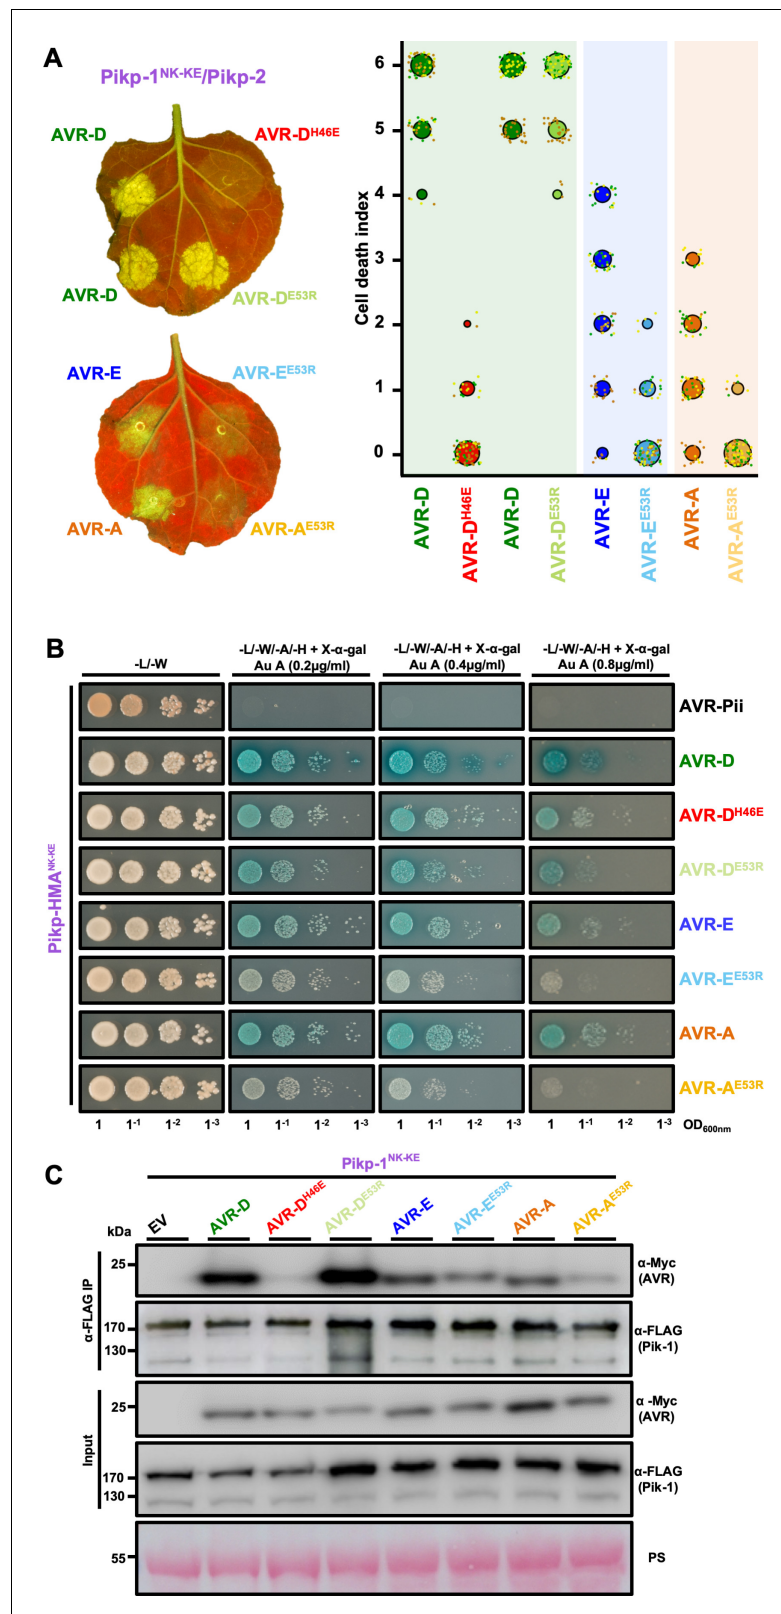 A
Pikp-1NK-KE/Pikp-2
AVR-D
AVR-DH46E
AVR-D
AVR-DE53R
AVR-E
AVR-EE53R
AVR-A
AVR-AE53R
Cell death index
6
5
4
3
2
1
0
AVR-D
AVR-DH46E
AVR-D
AVR-DE53R
AVR-E
AVR-EE53R
AVR-A
AVR-AE53R
B
-L/-W
-L/-W/-A/-H + X-α-gal
Au A (0.2µg/ml)
-L/-W/-A/-H + X-α-gal
Au A (0.4µg/ml)
-L/-W/-A/-H + X-α-gal
Au A (0.8µg/ml)
Pikp-HMANK-KE
AVR-Pii
AVR-D
AVR-DH46E
AVR-DE53R
AVR-E
AVR-EE53R
AVR-A
AVR-AE53R
1 1-1 1-2 1-3 1 1-1 1-2 1-3 1 1-1 1-2 1-3 1 1-1 1-2 1-3 OD600nm
C
Pikp-1NK-KE
kDa
EV
AVR-D
AVR-DH46E
AVR-DE53R
AVR-E
AVR-EE53R
AVR-A
AVR-AE53R
α-FLAG IP
25
α-Myc
(AVR)
170
130
α-FLAG
(Pik-1)
Input
25
α -Myc
(AVR)
170
130
α-FLAG
(Pik-1)
55
PS